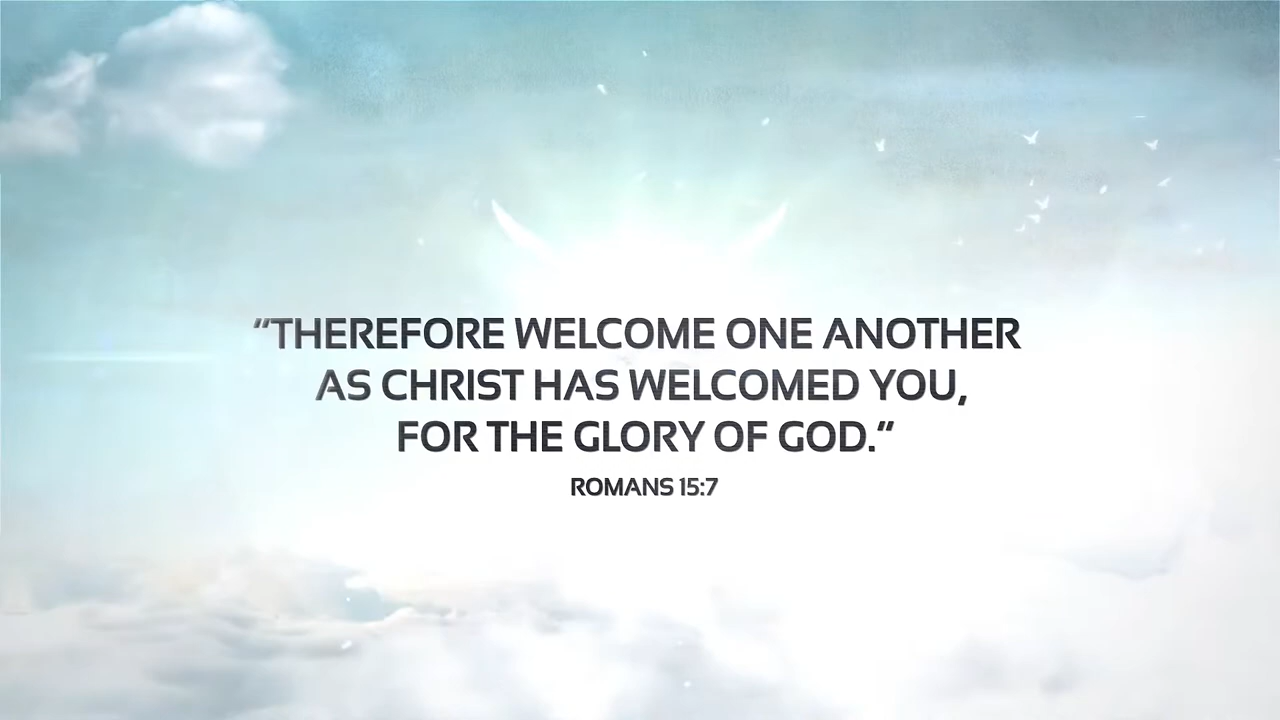 “THEREFORE WELCOME ONE ANOTHER
AS CHRIST HAS WELCOMED YOU,
FOR THE GLORY OF GOD.“
ROMANS 15:7